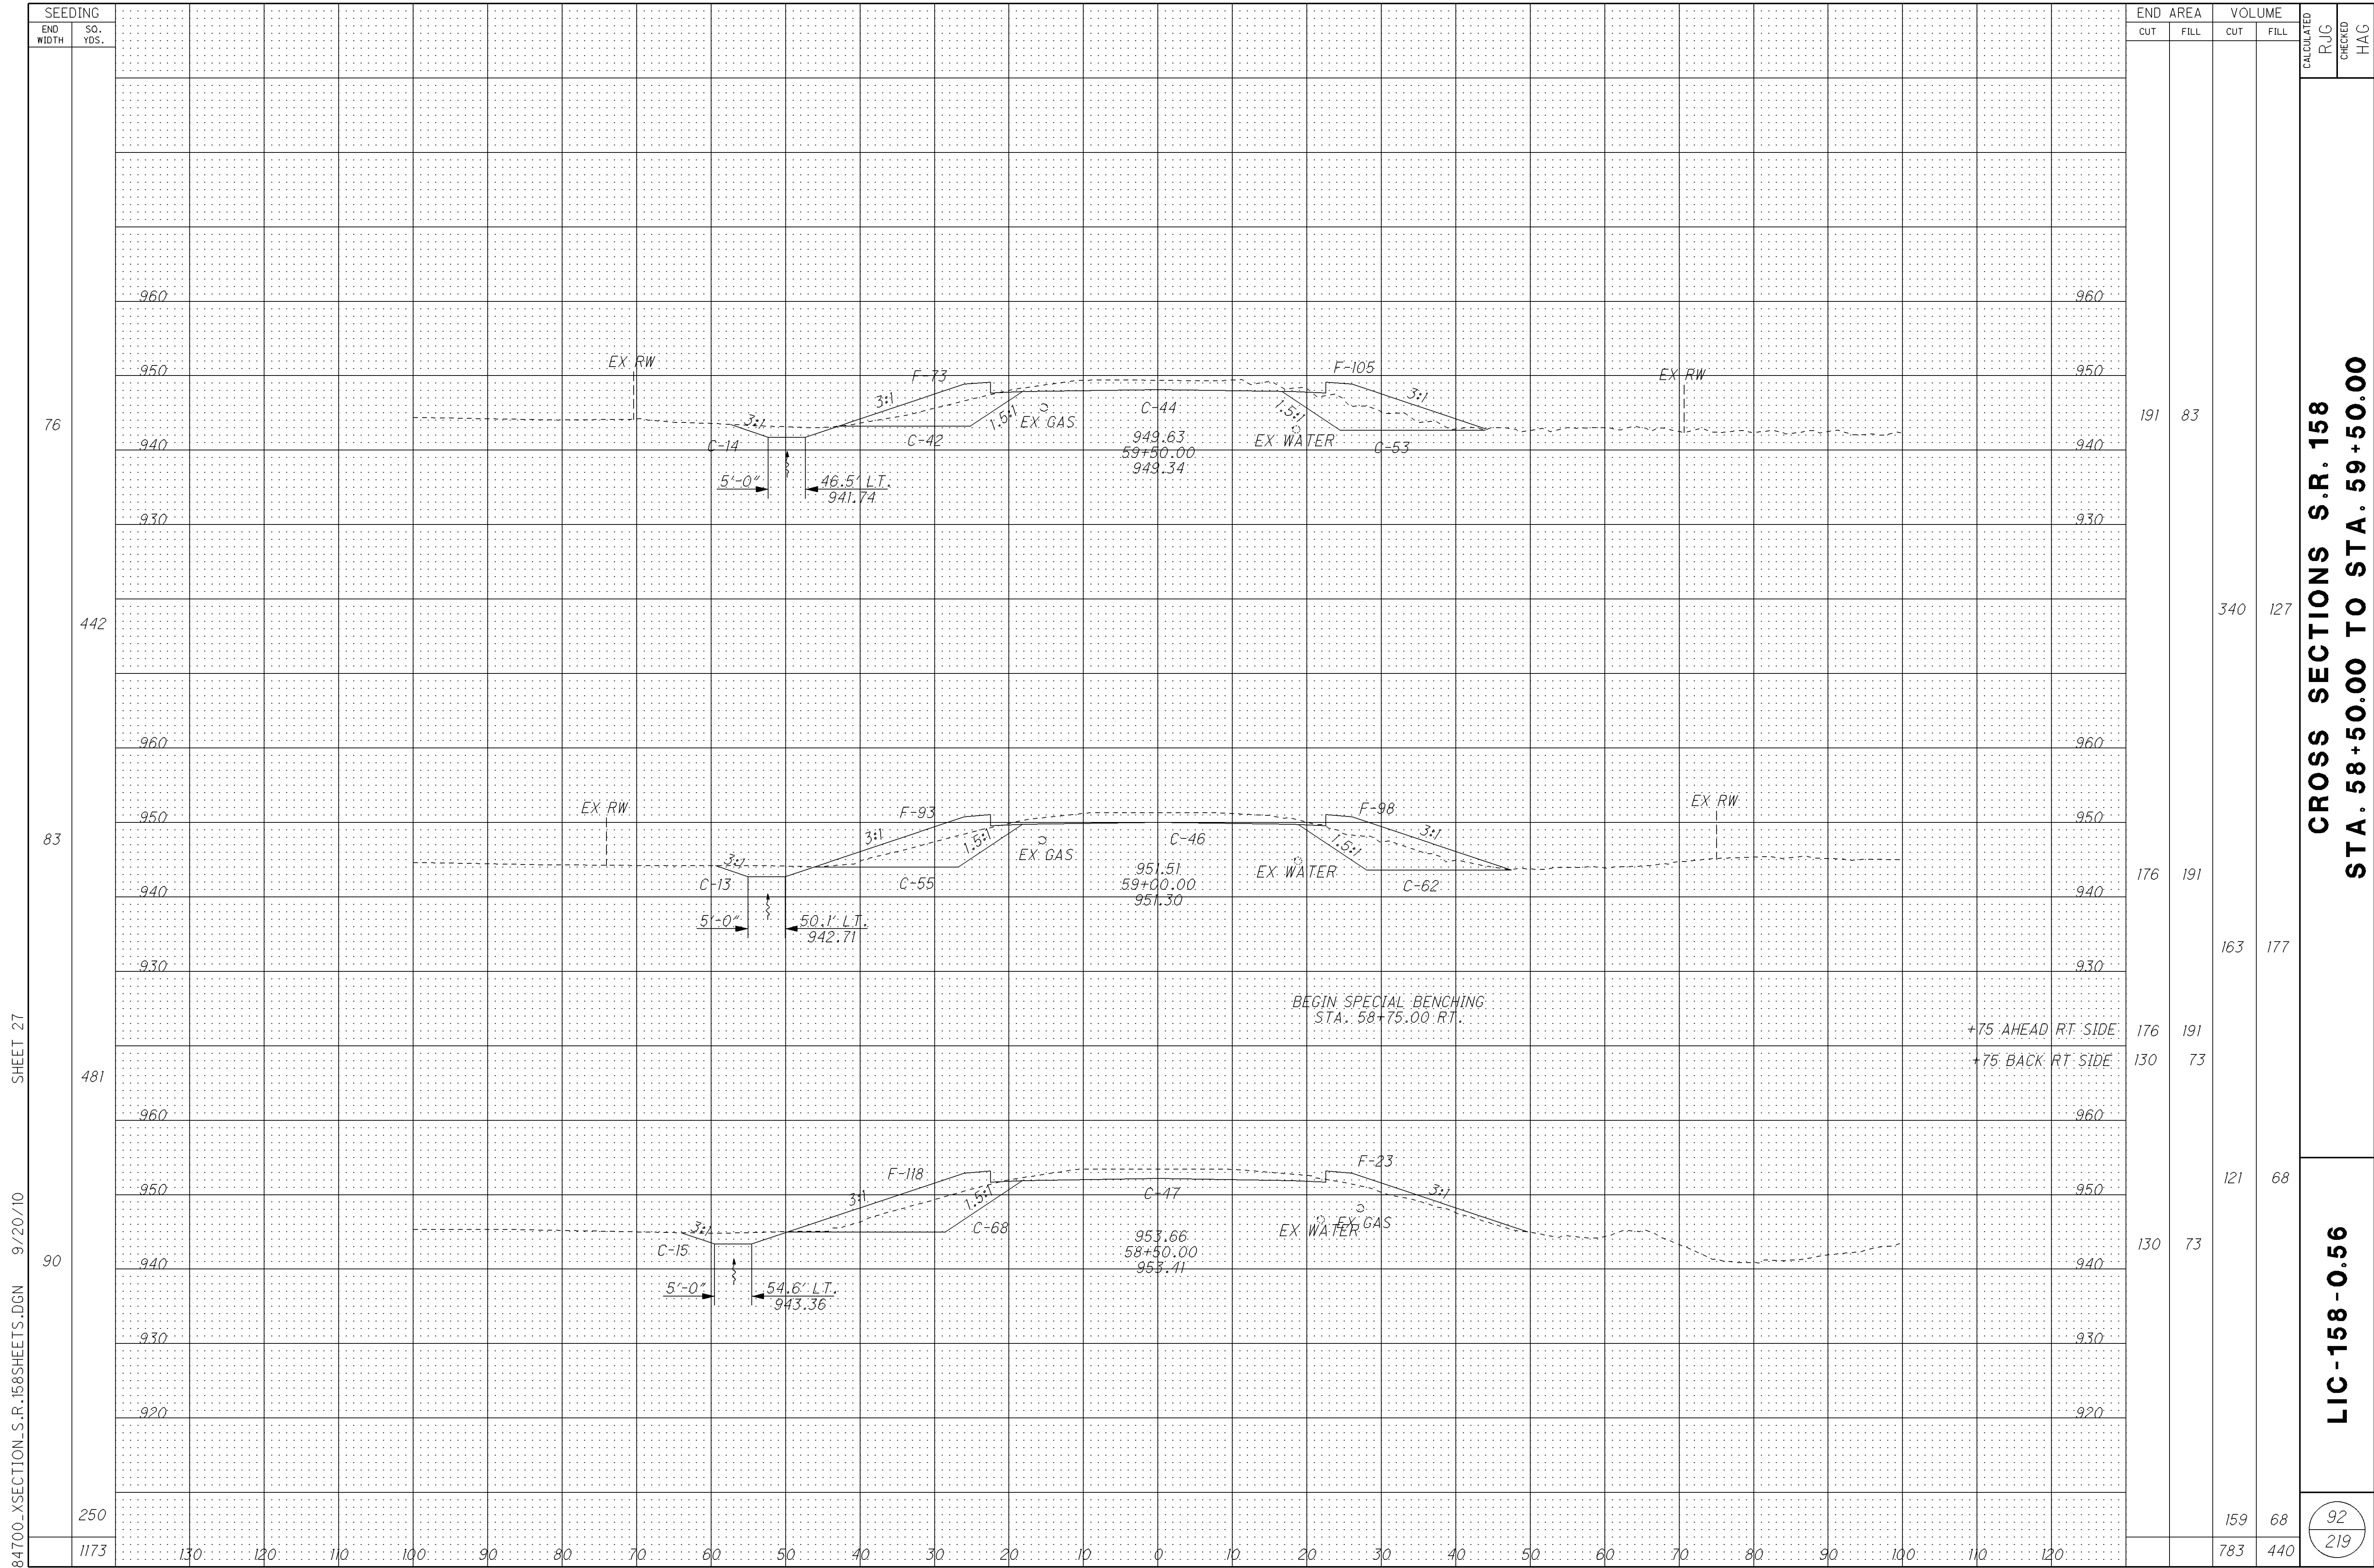 SEEDING
END WIDTH
SQ. YDS.
END AREA
VOLUME
CUT
FILL
CUT
FILL
CALCULATED
RJG
CHECKED
HAG
960
960
EX RW
950
F-73
F-105
EX RW
950
3:1
3:1
76
3:1
1.5:1
EX GAS
C-44
1.5:1
191
83
940
C-14
C-42
949.63
EX WATER
C-53
940
59+50.00
949.34
5'-0"
46.5' LT.
941.74
930
930
442
340
127
960
960
EX RW
950
F-93
F-98
EX RW
950
83
3:1
3:1
3:1
1.5:1
EX GAS
C-46
1.5:1
C-13
C-55
951.51
EX WATER
C-62
176
191
940
59+00.00
940
951.30
5'-0"
50.1' LT.
942.71
163
177
930
930
BEGIN SPECIAL BENCHING
STA. 58+75.00 RT.
+75 AHEAD RT SIDE
176
191
+75 BACK RT SIDE
130
73
481
960
960
F-118
F-23
121
68
950
950
3:1
1.5:1
C-47
3:1
3:1
C-68
EX WATER
EX GAS
C-15
953.66
58+50.00
953.41
90
130
73
940
940
5'-0"
54.6' LT.
943.36
930
930
920
920
250
159
68
1173
783
440
130 120 110 100 90 80 70 60 50 40 30 20 10 0 10 20 30 40 50 60 70 80 90 100 110 120
CROSS SECTIONS S.R. 158
STA. 58+50.00 TO STA. 59+50.00
LIC-158-0.56
92
219
84700_XSECTION_S.R.158SHEETS.DGN 9/20/10 SHEET 27